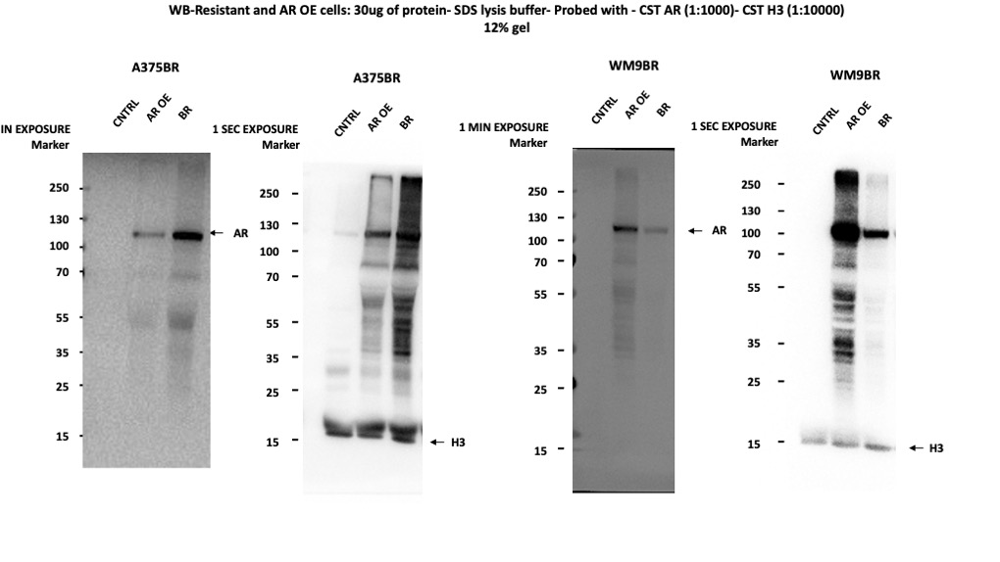 WB-Resistant and AR OE cells: 30ug of protein- SDS lysis buffer- Probed with - CST AR (1:1000)- CST H3 (1:10000)
12% gel
A375BR
CNTRL
AR OE
BR
IN EXPOSURE
Marker
250
130
100
70
55
35
25
15
← AR
A375BR
CNTRL
AR OE
BR
1 SEC EXPOSURE
Marker
250
130
100
70
55
35
25
15
← H3
WM9BR
CNTRL
AR OE
BR
1 MIN EXPOSURE
Marker
250
130
100
70
55
35
25
15
← AR
WM9BR
CNTRL
AR OE
BR
1 SEC EXPOSURE
Marker
250
130
100
70
55
35
25
15
← H3